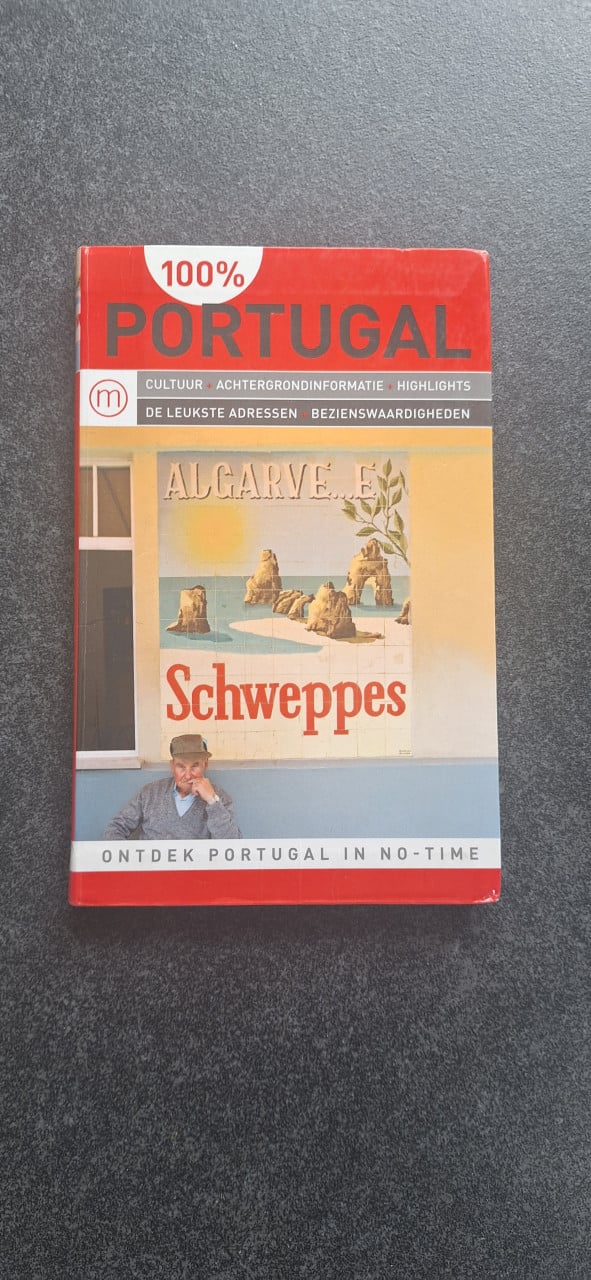 100%
PORTUGAL
m
CULTUUR + ACHTERGRONDINFORMATIE + HIGHLIGHTS
DE LEUKSTE ADRESSEN + BEZIENSWAARDIGHEDEN
ALGARVE...E
Schweppes
ONTDEK PORTUGAL IN NO-TIME